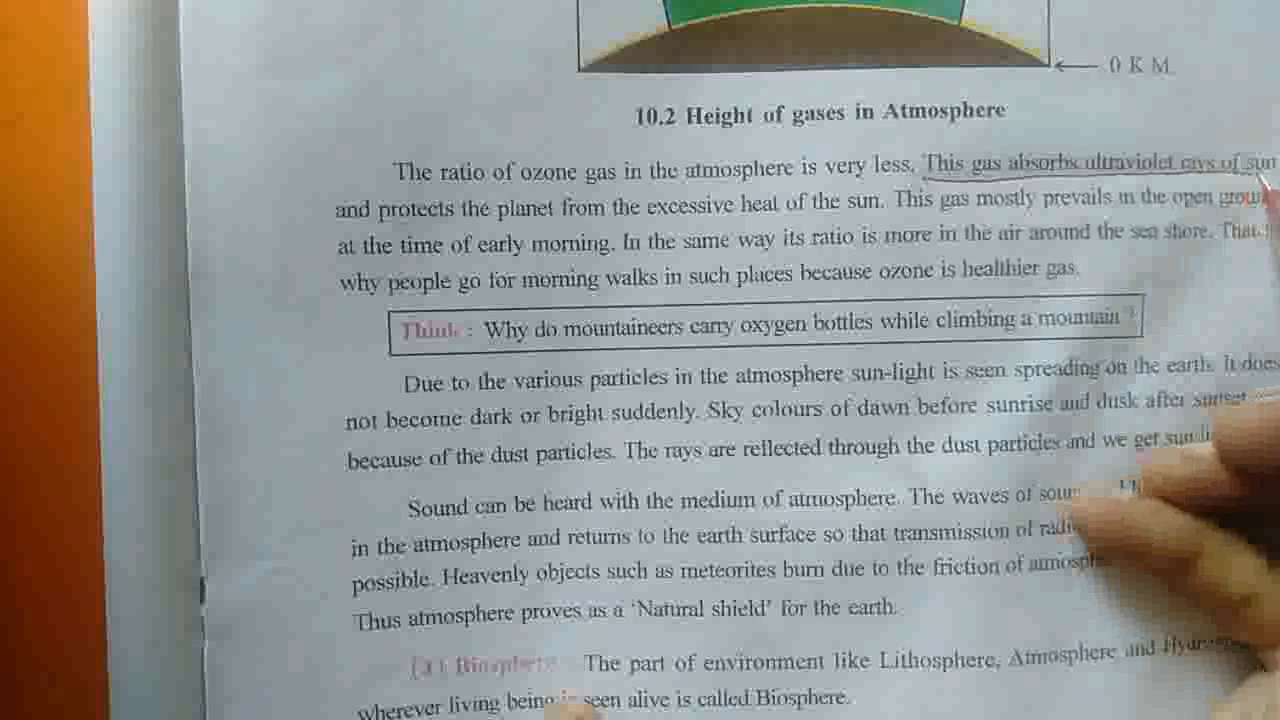 0 K M.
10.2 Height of gases in Atmosphere
The ratio of ozone gas in the atmosphere is very less. This gas absorbs ultraviolet rays of sun
and protects the planet from the excessive heat of the sun. This gas mostly prevails in the open
at the time of early morning. In the same way its ratio is more in the air around the sea shore. That
why people go for morning walks in such places because ozone is healthier gas.
Think : Why do mountaineers carry oxygen bottles while climbing a mountain ?
Due to the various particles in the atmosphere sun-light is seen spreading on the earth. It does
not become dark or bright suddenly. Sky colours of dawn before sunrise and dusk after sunset
because of the dust particles. The rays are reflected through the dust particles and we get
Sound can be heard with the medium of atmosphere. The waves of
in the atmosphere and returns to the earth surface so that transmission of
possible. Heavenly objects such as meteorites burn due to the friction of
Thus atmosphere proves as a 'Natural shield' for the earth.
Biosphere The part of environment like Lithosphere, Atmosphere and
wherever living being is seen alive is called Biosphere.